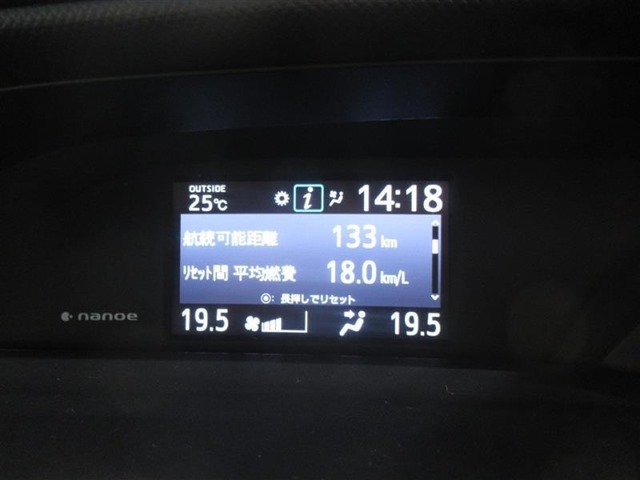 OUTSIDE
25℃
i
14:18
航続可能距離 133 km
リセット間 平均燃費 18.0 km/L
◉: 長押しでリセット
nanoe
19.5
19.5